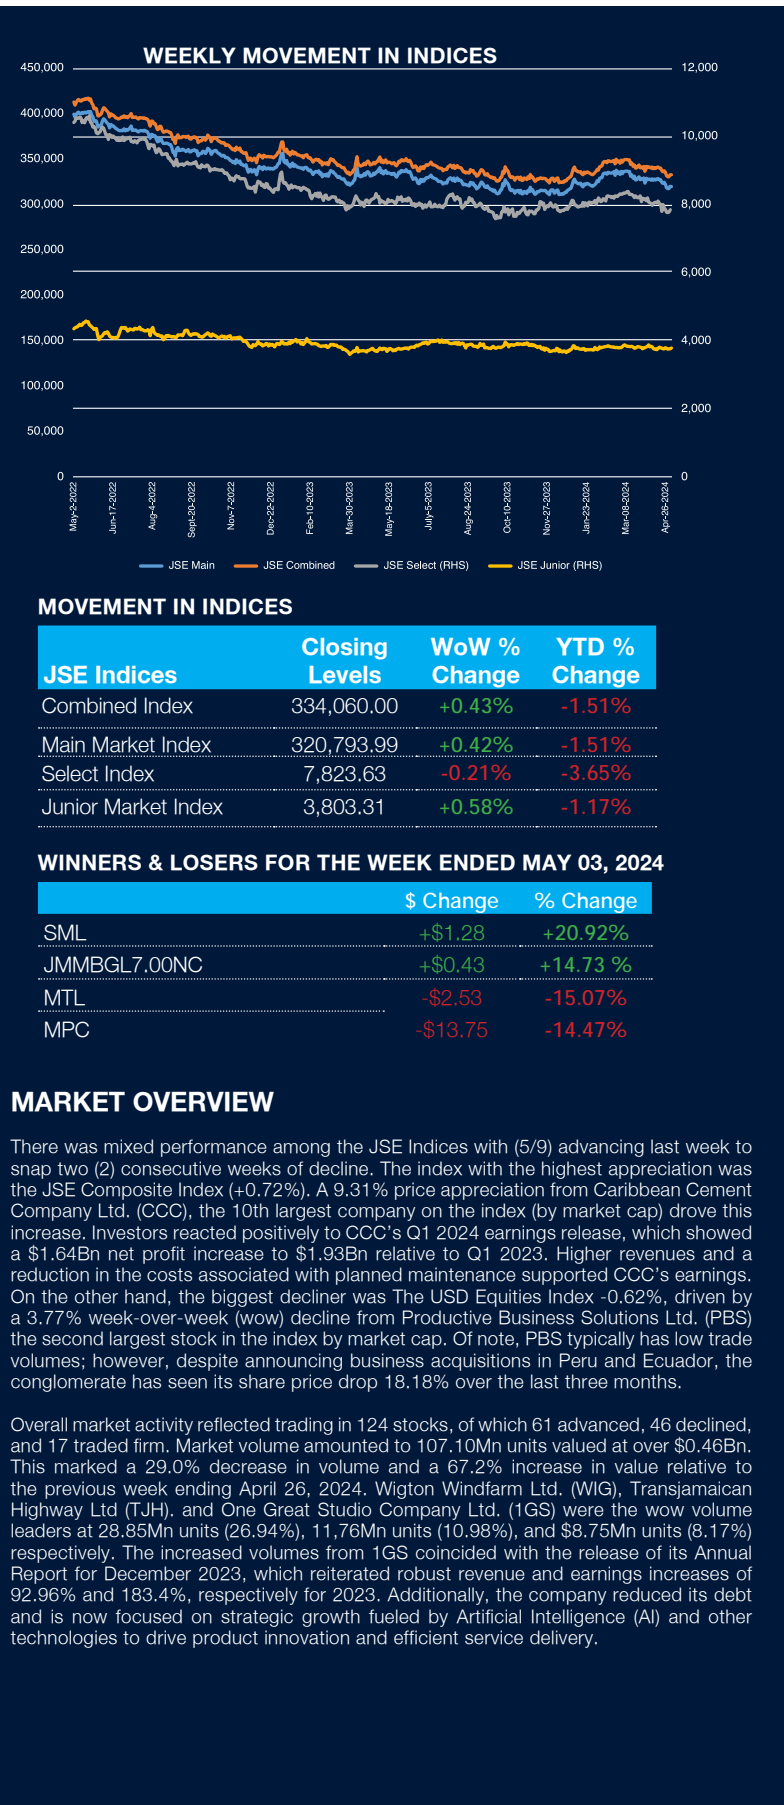 WEEKLY MOVEMENT IN INDICES
450,000
400,000
350,000
300,000
250,000
200,000
150,000
100,000
50,000
0
12,000
10,000
8,000
6,000
4,000
2,000
0
May-2-2022
Jun-17-2022
Aug-4-2022
Sept-20-2022
Nov-7-2022
Dec-22-2022
Feb-10-2023
Mar-30-2023
May-18-2023
July-5-2023
Aug-24-2023
Oct-10-2023
Nov-27-2023
Jan-23-2024
Mar-08-2024
Apr-26-2024
JSE Main JSE Combined JSE Select (RHS) JSE Junior (RHS)
MOVEMENT IN INDICES
JSE Indices Closing Levels WoW % Change YTD % Change
Combined Index 334,060.00 +0.43% -1.51%
Main Market Index 320,793.99 +0.42% -1.51%
Select Index 7,823.63 -0.21% -3.65%
Junior Market Index 3,803.31 +0.58% -1.17%
WINNERS & LOSERS FOR THE WEEK ENDED MAY 03, 2024
$ Change % Change
SML +$1.28 +20.92%
JMMBGL7.00NC +$0.43 +14.73 %
MTL -$2.53 -15.07%
MPC -$13.75 -14.47%
MARKET OVERVIEW
There was mixed performance among the JSE Indices with (5/9) advancing last week to
snap two (2) consecutive weeks of decline. The index with the highest appreciation was
the JSE Composite Index (+0.72%). A 9.31% price appreciation from Caribbean Cement
Company Ltd. (CCC), the 10th largest company on the index (by market cap) drove this
increase. Investors reacted positively to CCC's Q1 2024 earnings release, which showed
a $1.64Bn net profit increase to $1.93Bn relative to Q1 2023. Higher revenues and a
reduction in the costs associated with planned maintenance supported CCC's earnings.
On the other hand, the biggest decliner was The USD Equities Index -0.62%, driven by
a 3.77% week-over-week (wow) decline from Productive Business Solutions Ltd. (PBS)
the second largest stock in the index by market cap. Of note, PBS typically has low trade
volumes; however, despite announcing business acquisitions in Peru and Ecuador, the
conglomerate has seen its share price drop 18.18% over the last three months.
Overall market activity reflected trading in 124 stocks, of which 61 advanced, 46 declined,
and 17 traded firm. Market volume amounted to 107.10Mn units valued at over $0.46Bn.
This marked a 29.0% decrease in volume and a 67.2% increase in value relative to
the previous week ending April 26, 2024. Wigton Windfarm Ltd. (WIG), Transjamaican
Highway Ltd (TJH). and One Great Studio Company Ltd. (1GS) were the wow volume
leaders at 28.85Mn units (26.94%), 11,76Mn units (10.98%), and $8.75Mn units (8.17%)
respectively. The increased volumes from 1GS coincided with the release of its Annual
Report for December 2023, which reiterated robust revenue and earnings increases of
92.96% and 183.4%, respectively for 2023. Additionally, the company reduced its debt
and is now focused on strategic growth fueled by Artificial Intelligence (AI) and other
technologies to drive product innovation and efficient service delivery.